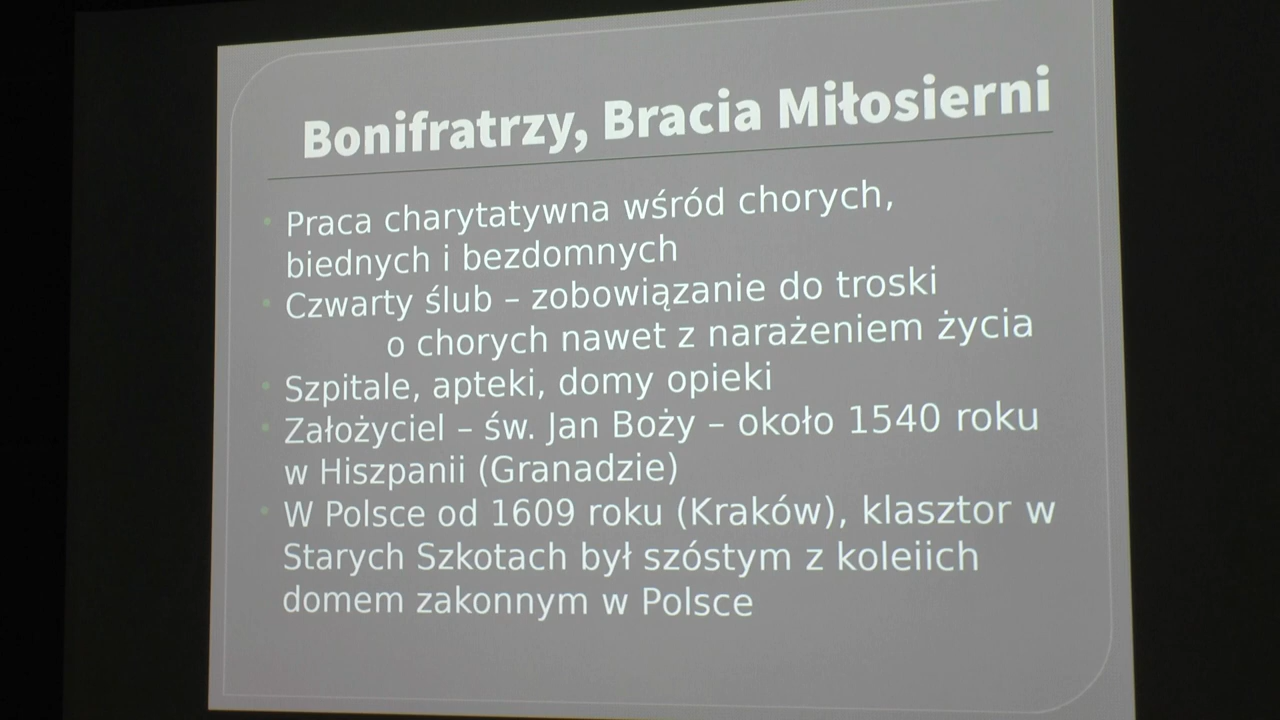 Bonifratrzy, Bracia Miłosierni
Praca charytatywna wśród chorych,
biednych i bezdomnych
Czwarty ślub – zobowiązanie do troski
o chorych nawet z narażeniem życia
Szpitale, apteki, domy opieki
Założyciel – św. Jan Boży – około 1540 roku
w Hiszpanii (Granadzie)
W Polsce od 1609 roku (Kraków), klasztor w
Starych Szkotach był szóstym z koleiich
domem zakonnym w Polsce